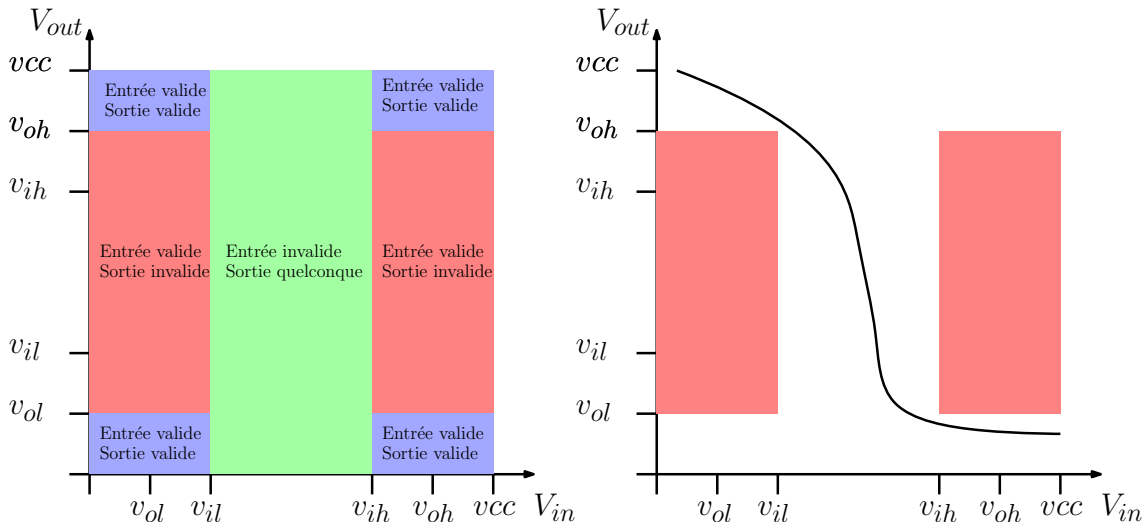 V_out
vcc
v_oh
v_ih
v_il
v_ol
Entrée valide
Sortie valide
Entrée valide
Sortie valide
Entrée valide
Sortie invalide
Entrée invalide
Sortie quelconque
Entrée valide
Sortie invalide
Entrée valide
Sortie valide
Entrée valide
Sortie valide
v_ol v_il v_ih v_oh vcc V_in
V_out
vcc
v_oh
v_ih
v_il
v_ol
v_ol v_il v_ih v_oh vcc V_in